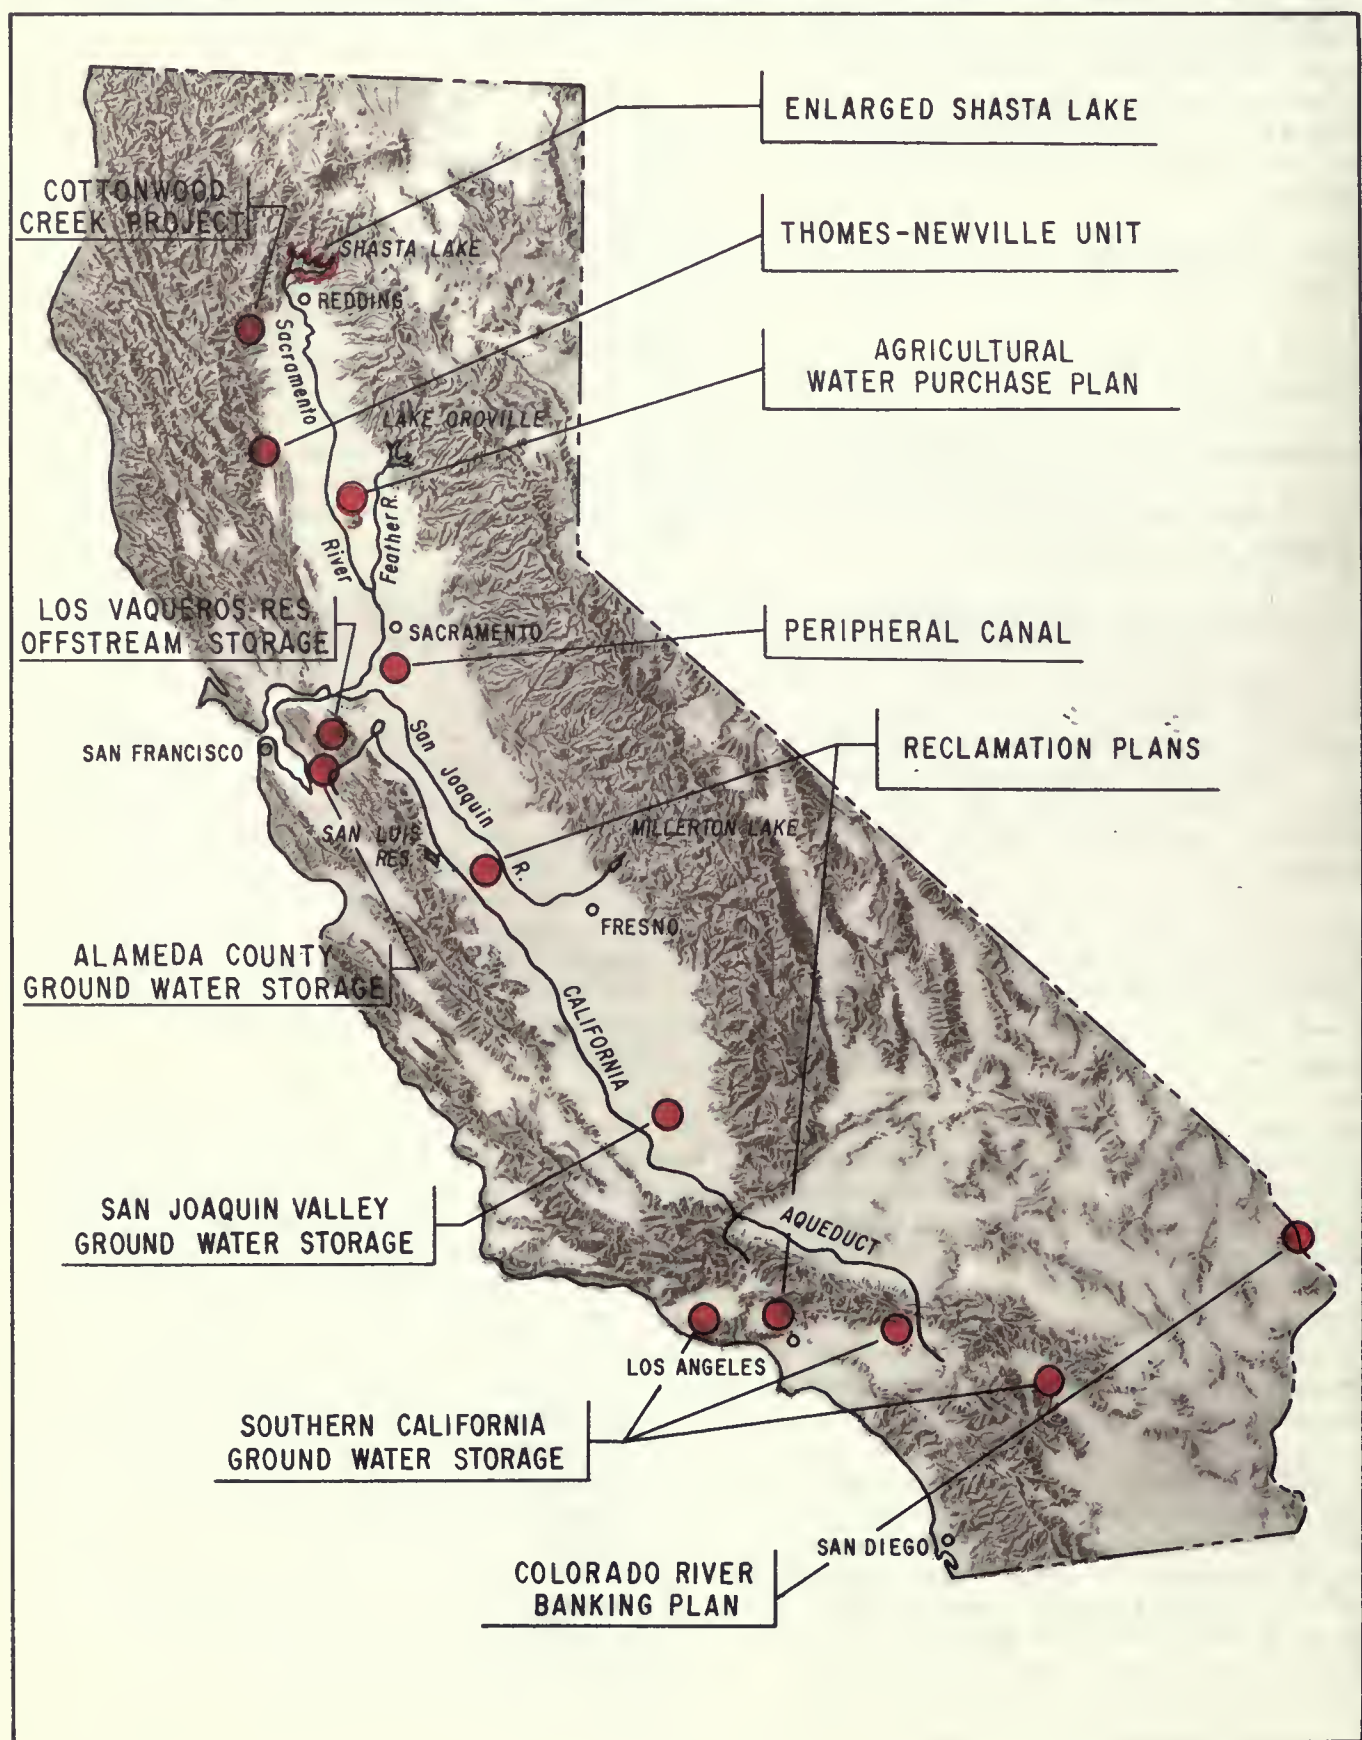 ENLARGED SHASTA LAKE
COTTONWOOD
CREEK PROJECT
THOMES-NEWVILLE UNIT
SHASTA LAKE
REDDING
Sacramento
AGRICULTURAL
WATER PURCHASE PLAN
LAKE OROVILLE
Feather R.
River
LOS VAQUEROS RES.
OFFSTREAM STORAGE
SACRAMENTO
PERIPHERAL CANAL
SAN FRANCISCO
San Joaquin R.
RECLAMATION PLANS
SAN LUIS
RES.
MILLERTON LAKE
FRESNO
ALAMEDA COUNTY
GROUND WATER STORAGE
CALIFORNIA
AQUEDUCT
SAN JOAQUIN VALLEY
GROUND WATER STORAGE
LOS ANGELES
SOUTHERN CALIFORNIA
GROUND WATER STORAGE
SAN DIEGO
COLORADO RIVER
BANKING PLAN